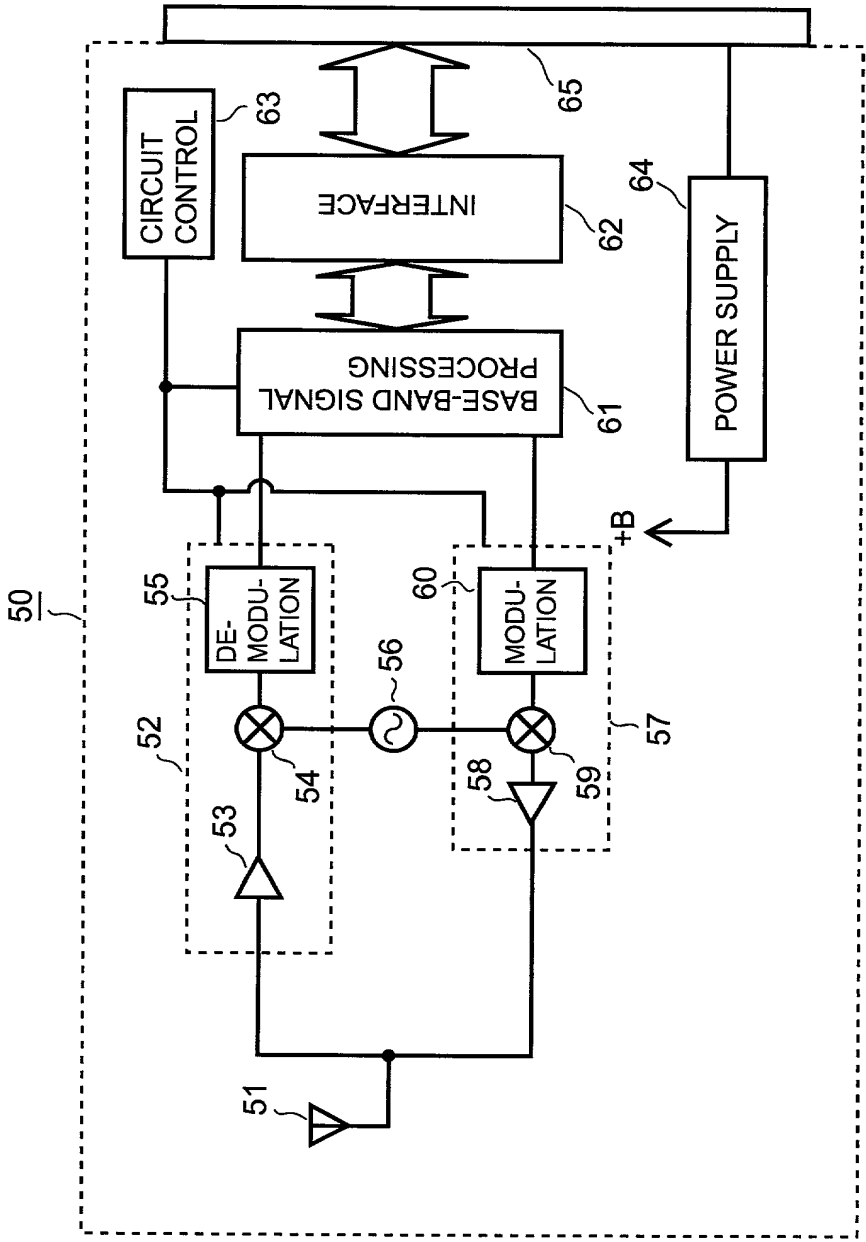 50
52
53
54
DE-
MODU-
LATION
55
56
57
58
59
60
MODU-
LATION
51
CIRCUIT
CONTROL
63
BASE-BAND SIGNAL
PROCESSING
61
INTERFACE
62
65
POWER SUPPLY
64
+B